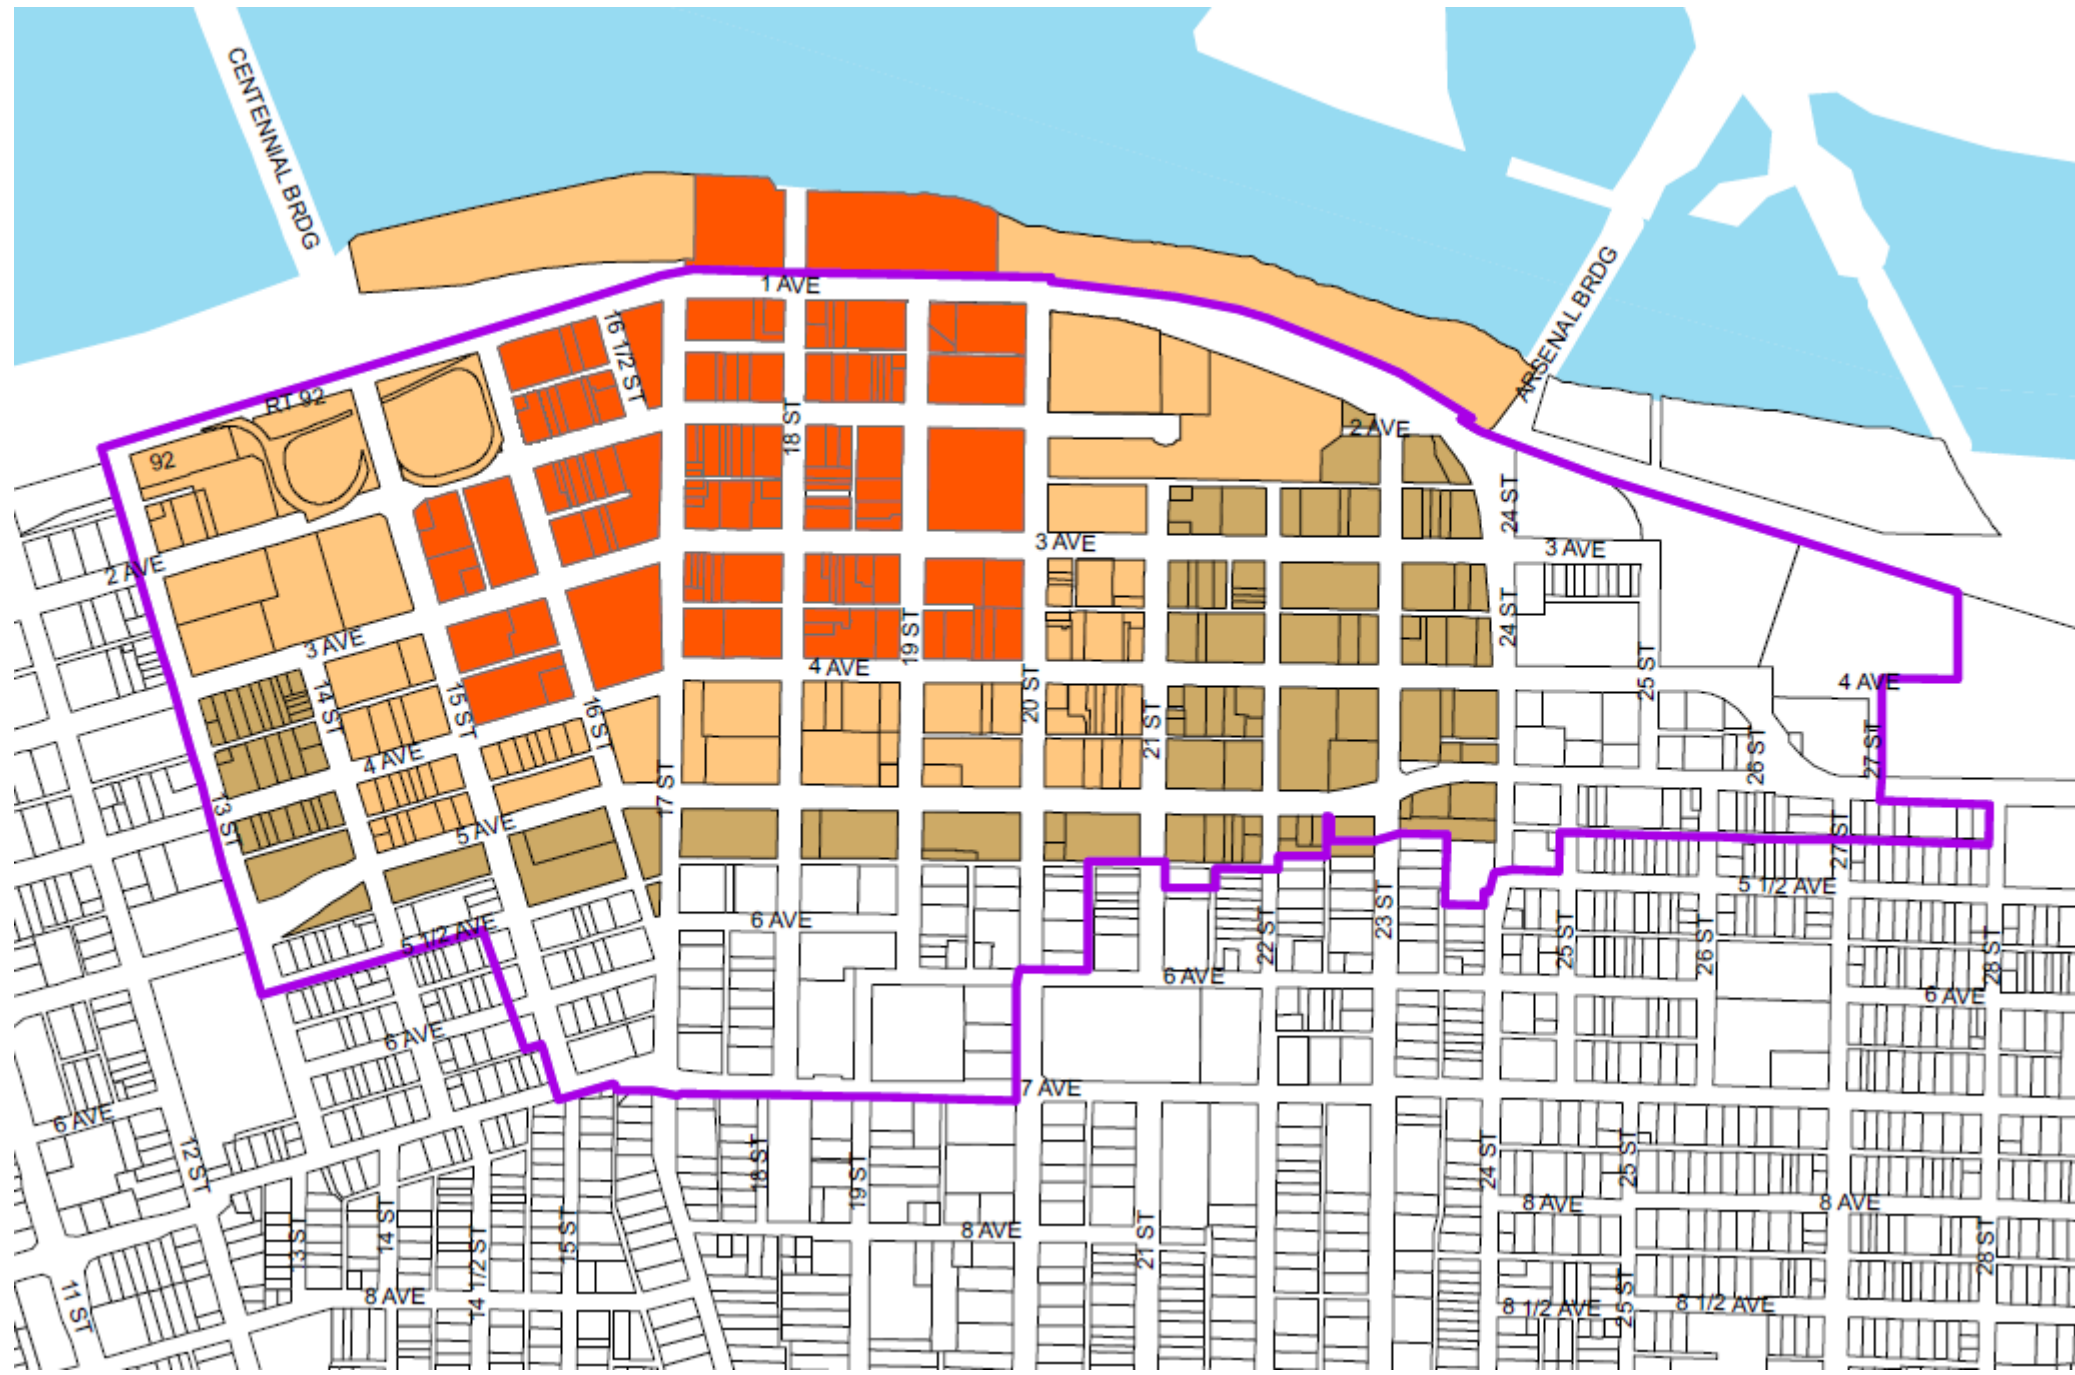 CENTENNIAL BRDG
ARSENAL BRDG
1 AVE
16 1/2 ST
RT 92
92
18 ST
2 AVE
24 ST
3 AVE
3 AVE
2 AVE
24 ST
19 ST
3 AVE
4 AVE
25 ST
4 AVE
14 ST
15 ST
16 ST
20 ST
21 ST
26 ST
27 ST
4 AVE
17 ST
13 ST
5 AVE
27 ST
5 1/2 AVE
6 AVE
22 ST
23 ST
5 1/2 AVE
25 ST
26 ST
28 ST
6 AVE
6 AVE
6 AVE
7 AVE
6 AVE
12 ST
18 ST
19 ST
24 ST
25 ST
8 AVE
8 AVE
8 AVE
13 ST
14 ST
14 1/2 ST
15 ST
21 ST
28 ST
11 ST
8 AVE
8 1/2 AVE
25 ST
8 1/2 AVE